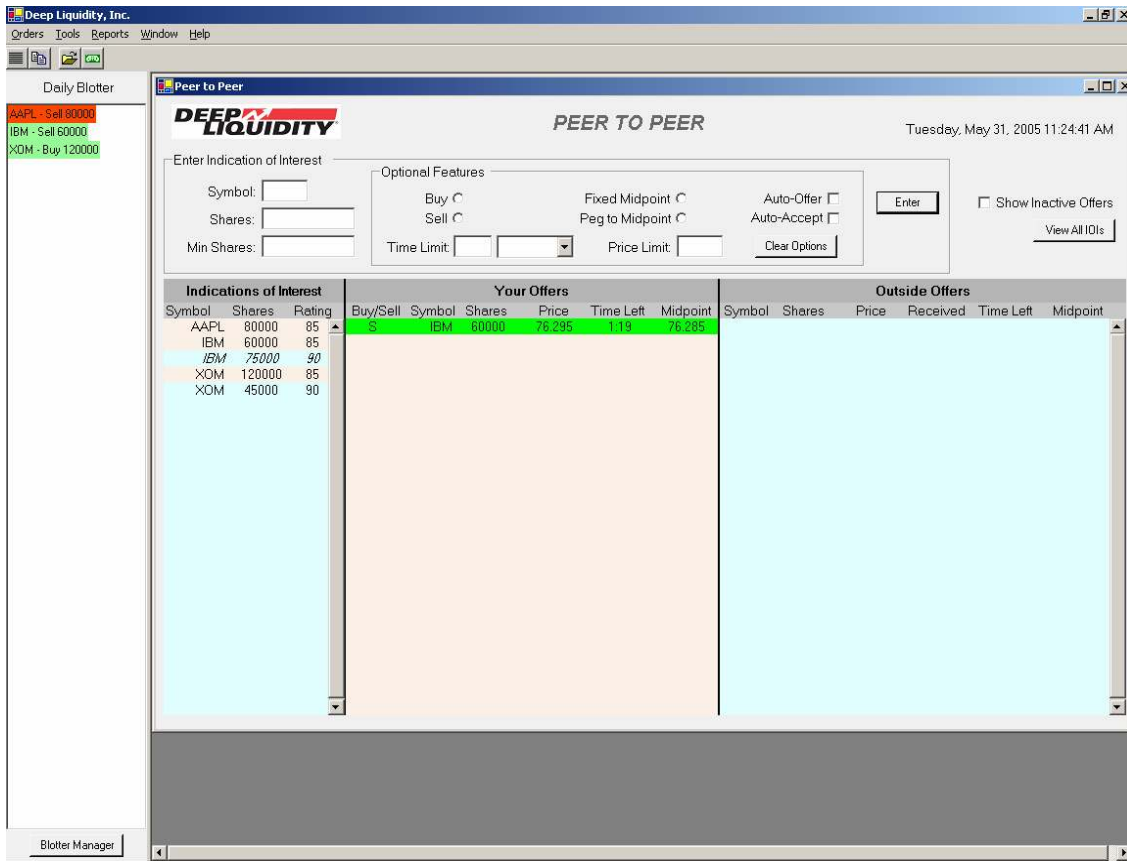 Deep Liquidity, Inc.
Orders Tools Reports Window Help
Daily Blotter
AAPL - Sell 80000
IBM - Sell 60000
XOM - Buy 120000
Blotter Manager
Peer to Peer
DEEP LIQUIDITY
PEER TO PEER
Tuesday, May 31, 2005 11:24:41 AM
Enter Indication of Interest
Symbol:
Shares:
Min Shares:
Optional Features
Buy Fixed Midpoint Auto-Offer
Sell Peg to Midpoint Auto-Accept
Time Limit: Price Limit: Clear Options
Enter
Show Inactive Offers
View All IOIs
Indications of Interest Your Offers Outside Offers
Symbol Shares Rating Buy/Sell Symbol Shares Price Time Left Midpoint Symbol Shares Price Received Time Left Midpoint
AAPL 80000 85 S IBM 60000 76.295 1:19 76.285
IBM 60000 85
IBM 75000 90
XOM 120000 85
XOM 45000 90